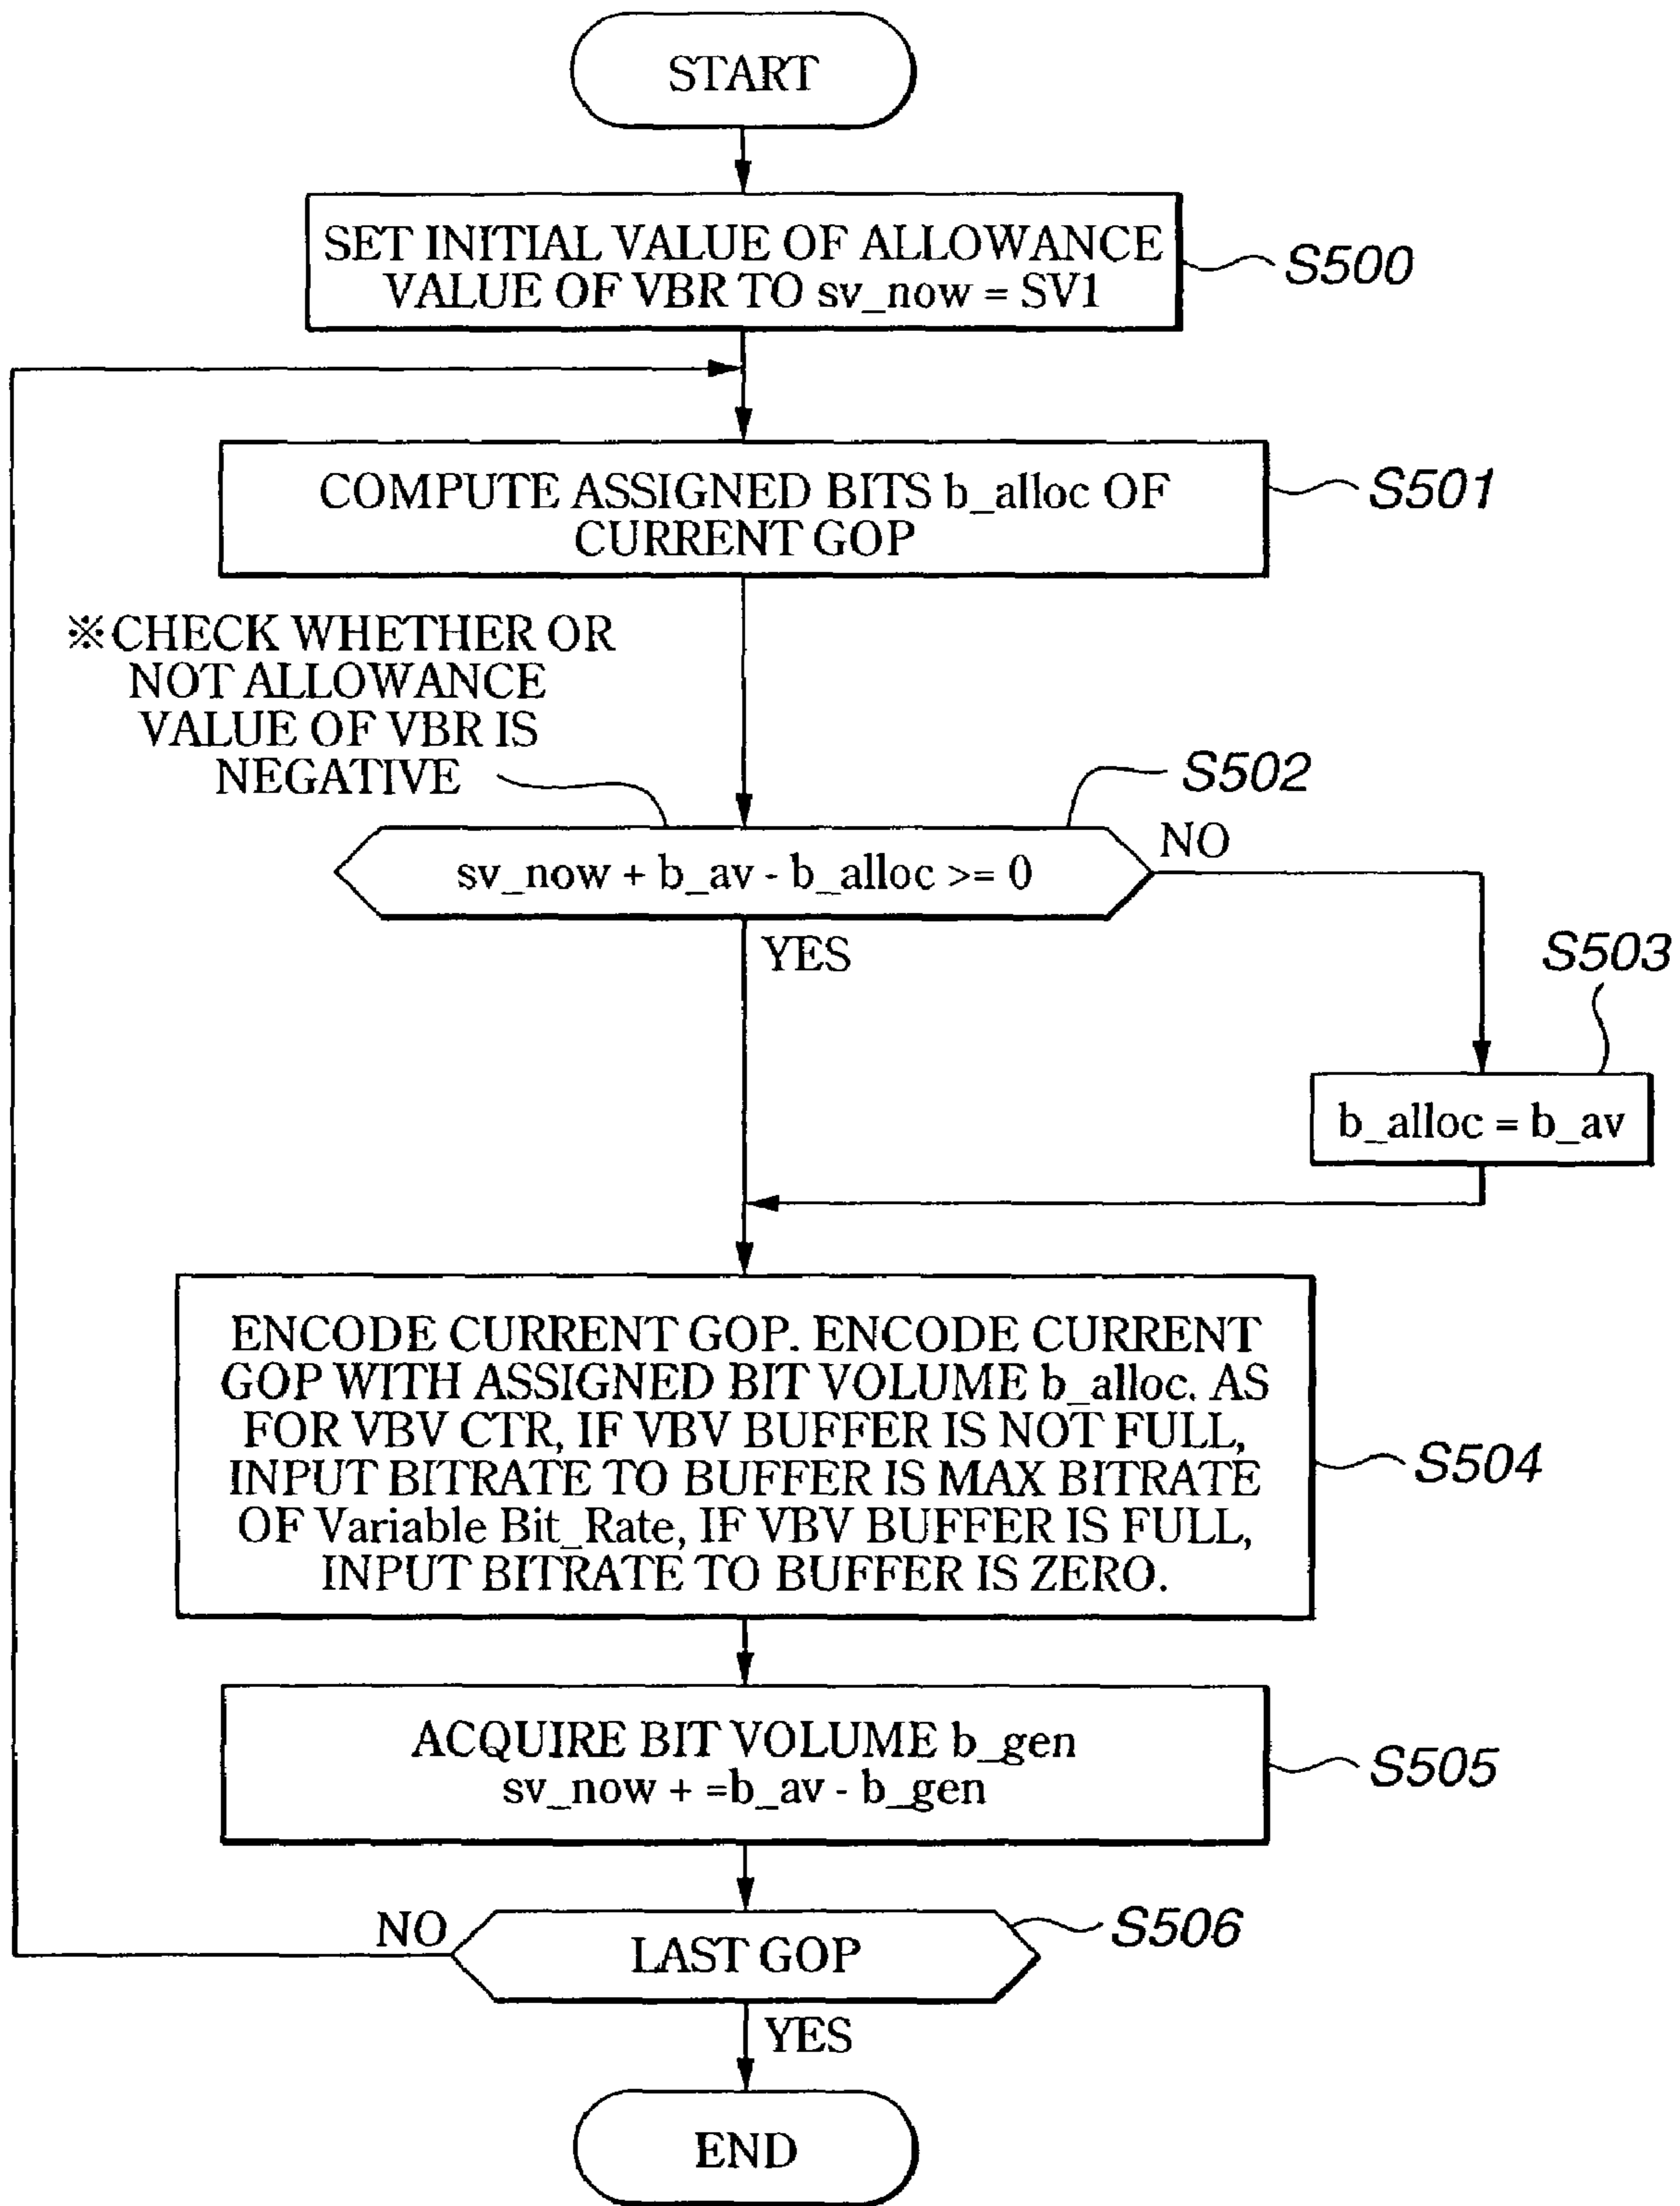 START
SET INITIAL VALUE OF ALLOWANCE
VALUE OF VBR TO sv_now = SV1
S500
COMPUTE ASSIGNED BITS b_alloc OF
CURRENT GOP
S501
※CHECK WHETHER OR
NOT ALLOWANCE
VALUE OF VBR IS
NEGATIVE
S502
sv_now + b_av - b_alloc >= 0
NO
YES
S503
b_alloc = b_av
ENCODE CURRENT GOP. ENCODE CURRENT
GOP WITH ASSIGNED BIT VOLUME b_alloc. AS
FOR VBV CTR, IF VBV BUFFER IS NOT FULL,
INPUT BITRATE TO BUFFER IS MAX BITRATE
OF Variable Bit_Rate, IF VBV BUFFER IS FULL,
INPUT BITRATE TO BUFFER IS ZERO.
S504
ACQUIRE BIT VOLUME b_gen
sv_now + =b_av - b_gen
S505
NO
LAST GOP
S506
YES
END